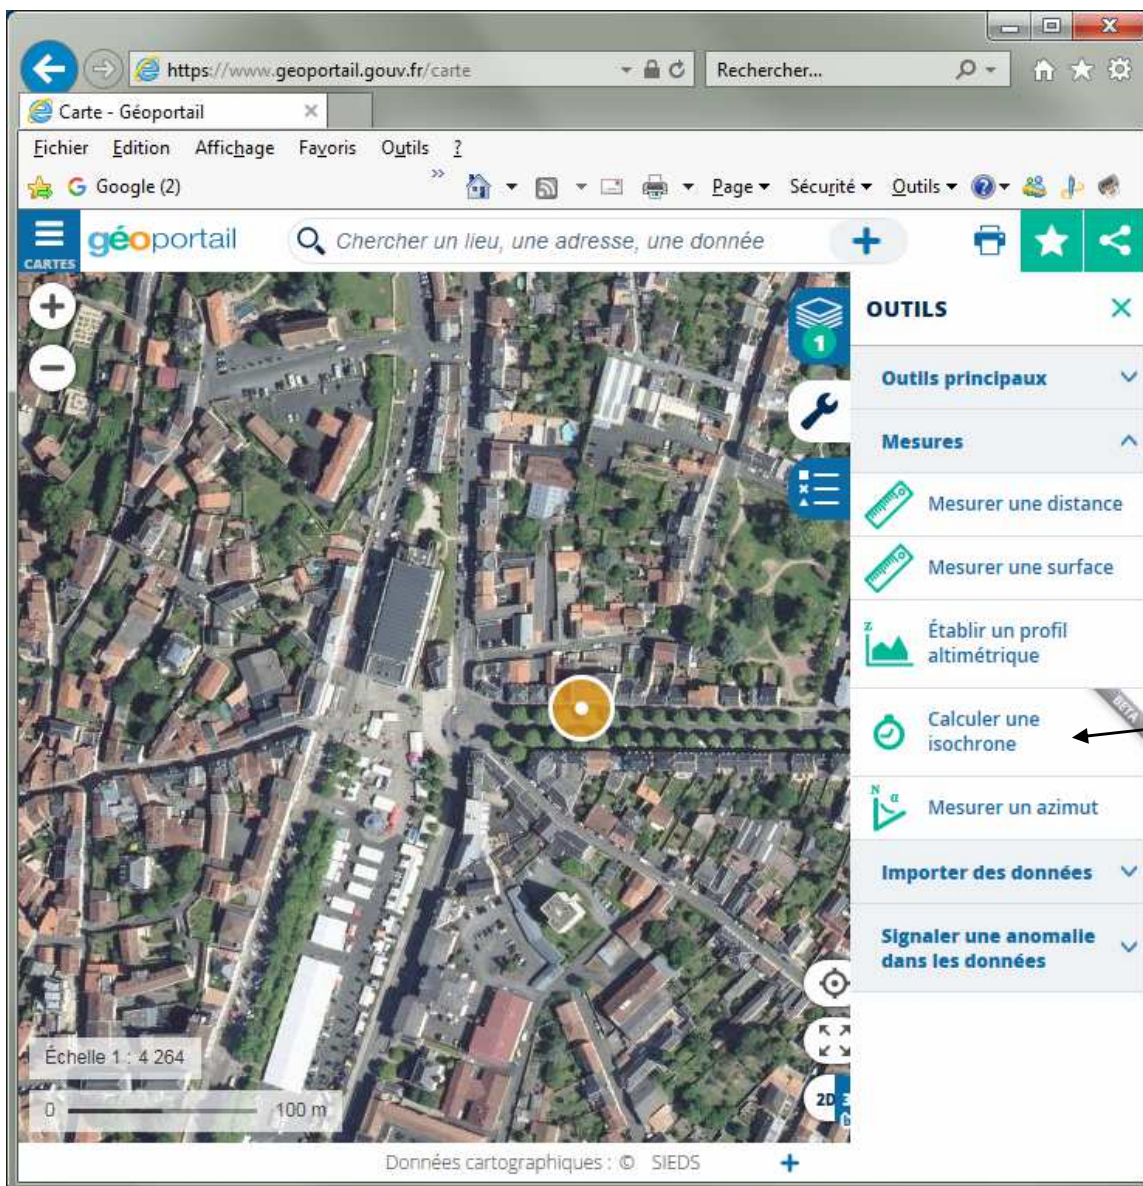 https://www.geoportail.gouv.fr/carte
Rechercher...
Carte - Géoportail
Fichier Edition Affichage Favoris Outils ?
Google (2)
»
Page Sécurité Outils
CARTES
géoportail
Chercher un lieu, une adresse, une donnée
1
OUTILS
Outils principaux
Mesures
Mesurer une distance
Mesurer une surface
Z
Établir un profil
altimétrique
Calculer une
isochrone
BETA
N α
Mesurer un azimut
Importer des données
Signaler une anomalie
dans les données
Échelle 1 : 4 264
0 100 m
2D 3
Données cartographiques : © SIEDS